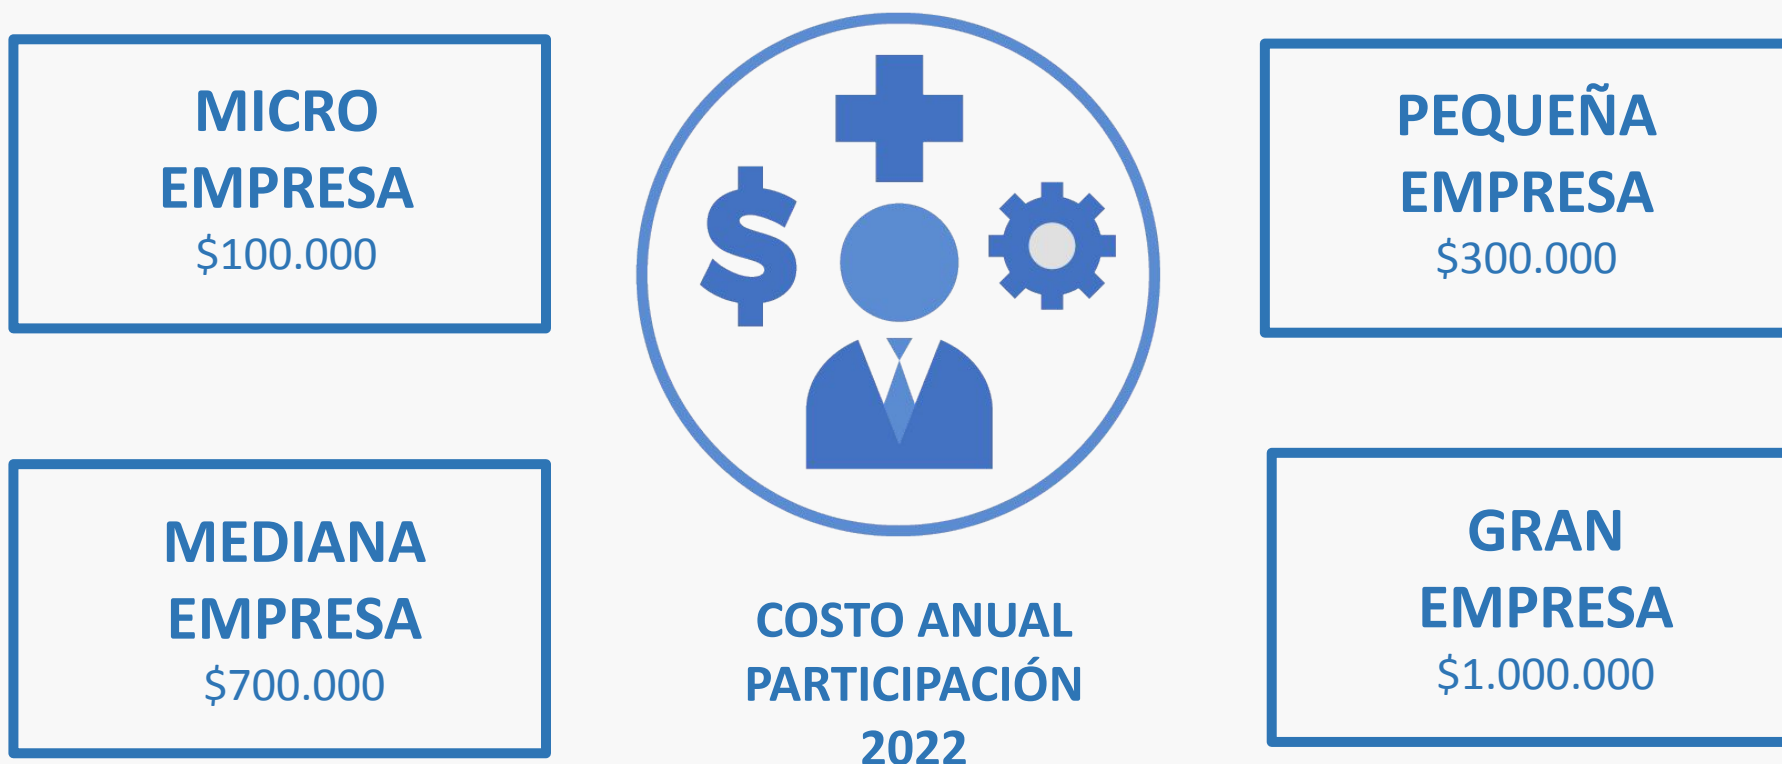 MICRO
EMPRESA
$100.000
PEQUEÑA
EMPRESA
$300.000
MEDIANA
EMPRESA
$700.000
COSTO ANUAL
PARTICIPACIÓN
2022
GRAN
EMPRESA
$1.000.000